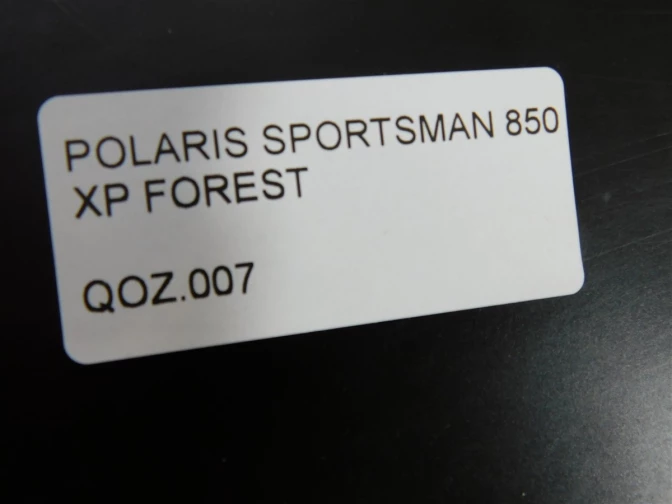 POLARIS SPORTSMAN 850
XP FOREST
QOZ.007